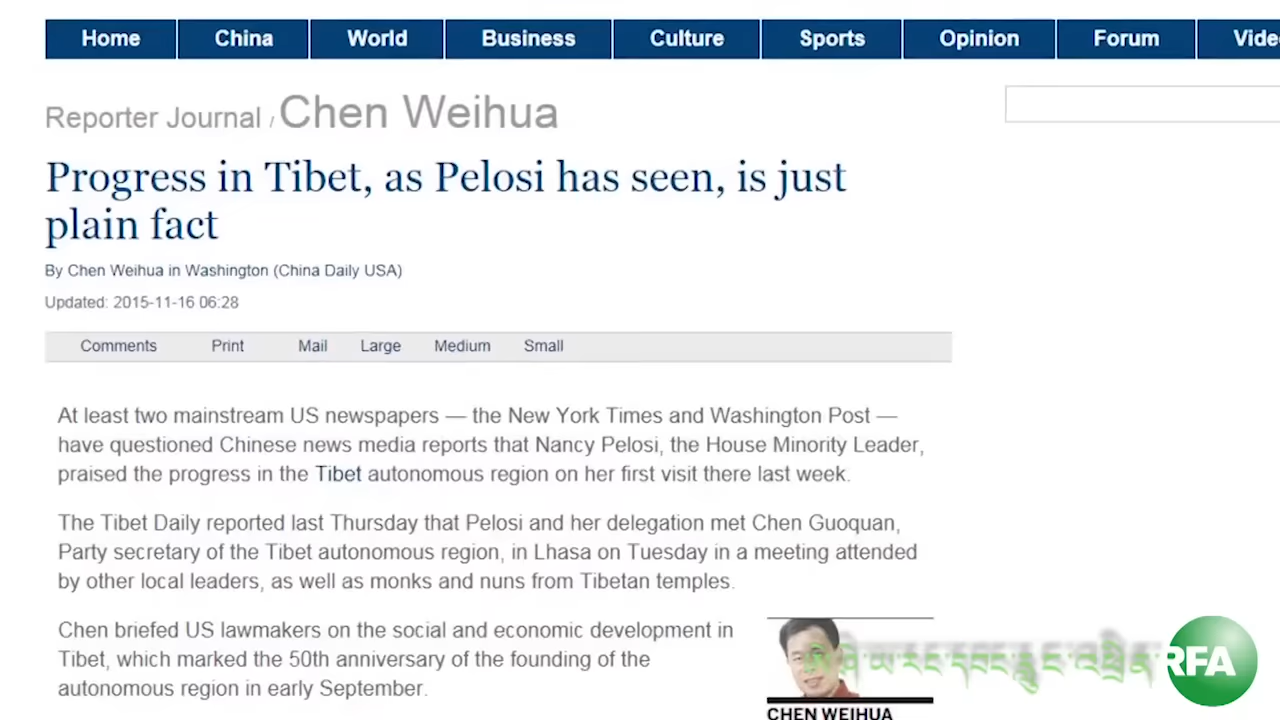 Home China World Business Culture Sports Opinion Forum
Reporter Journal / Chen Weihua
Progress in Tibet, as Pelosi has seen, is just
plain fact
By Chen Weihua in Washington (China Daily USA)
Updated: 2015-11-16 06:28
Comments Print Mail Large Medium Small
At least two mainstream US newspapers — the New York Times and Washington Post —
have questioned Chinese news media reports that Nancy Pelosi, the House Minority Leader,
praised the progress in the Tibet autonomous region on her first visit there last week.
The Tibet Daily reported last Thursday that Pelosi and her delegation met Chen Guoquan,
Party secretary of the Tibet autonomous region, in Lhasa on Tuesday in a meeting attended
by other local leaders, as well as monks and nuns from Tibetan temples.
Chen briefed US lawmakers on the social and economic development in
Tibet, which marked the 50th anniversary of the founding of the
autonomous region in early September.
CHEN WEIHUA
RFA